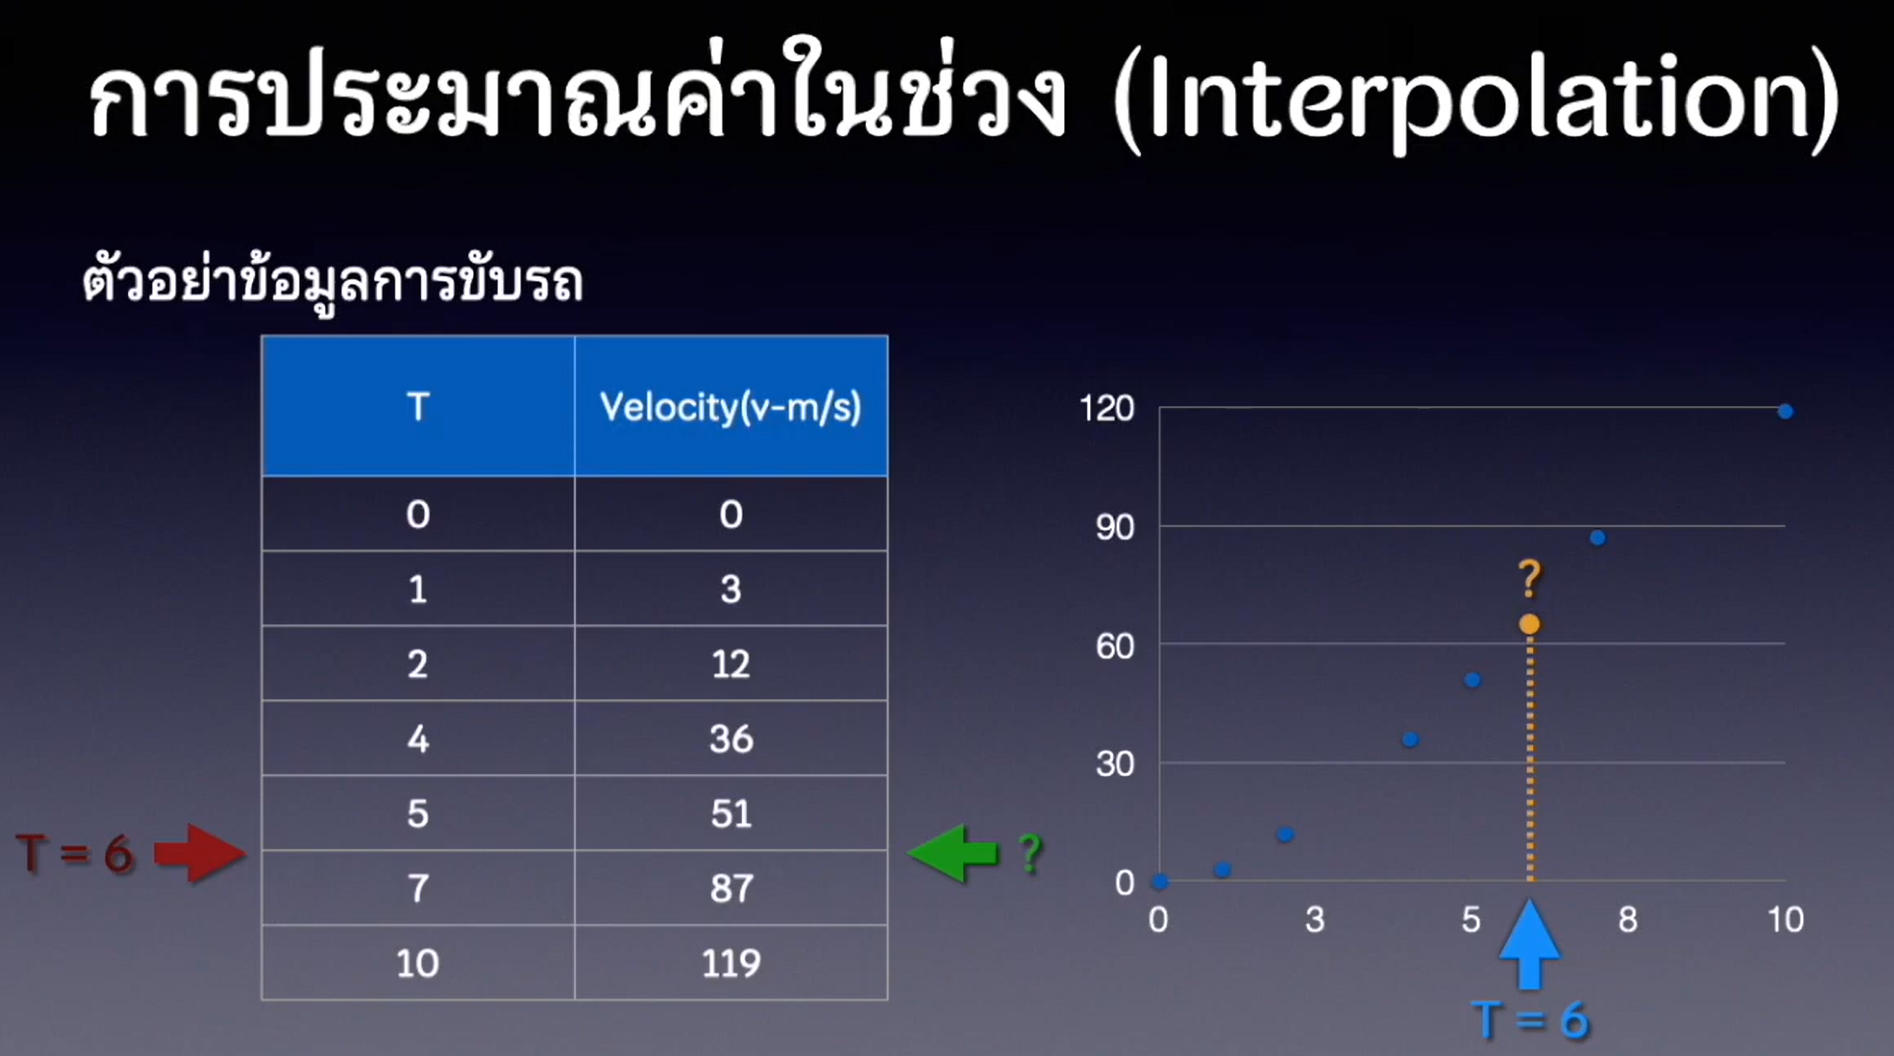 การประมาณค่าในช่วง (Interpolation)
ตัวอย่าข้อมูลการขับรถ
T Velocity(v-m/s)
0 0
1 3
2 12
4 36
5 51
T = 6 ?
7 87
10 119
120
90
?
60
30
0
0 3 5 8 10
T = 6